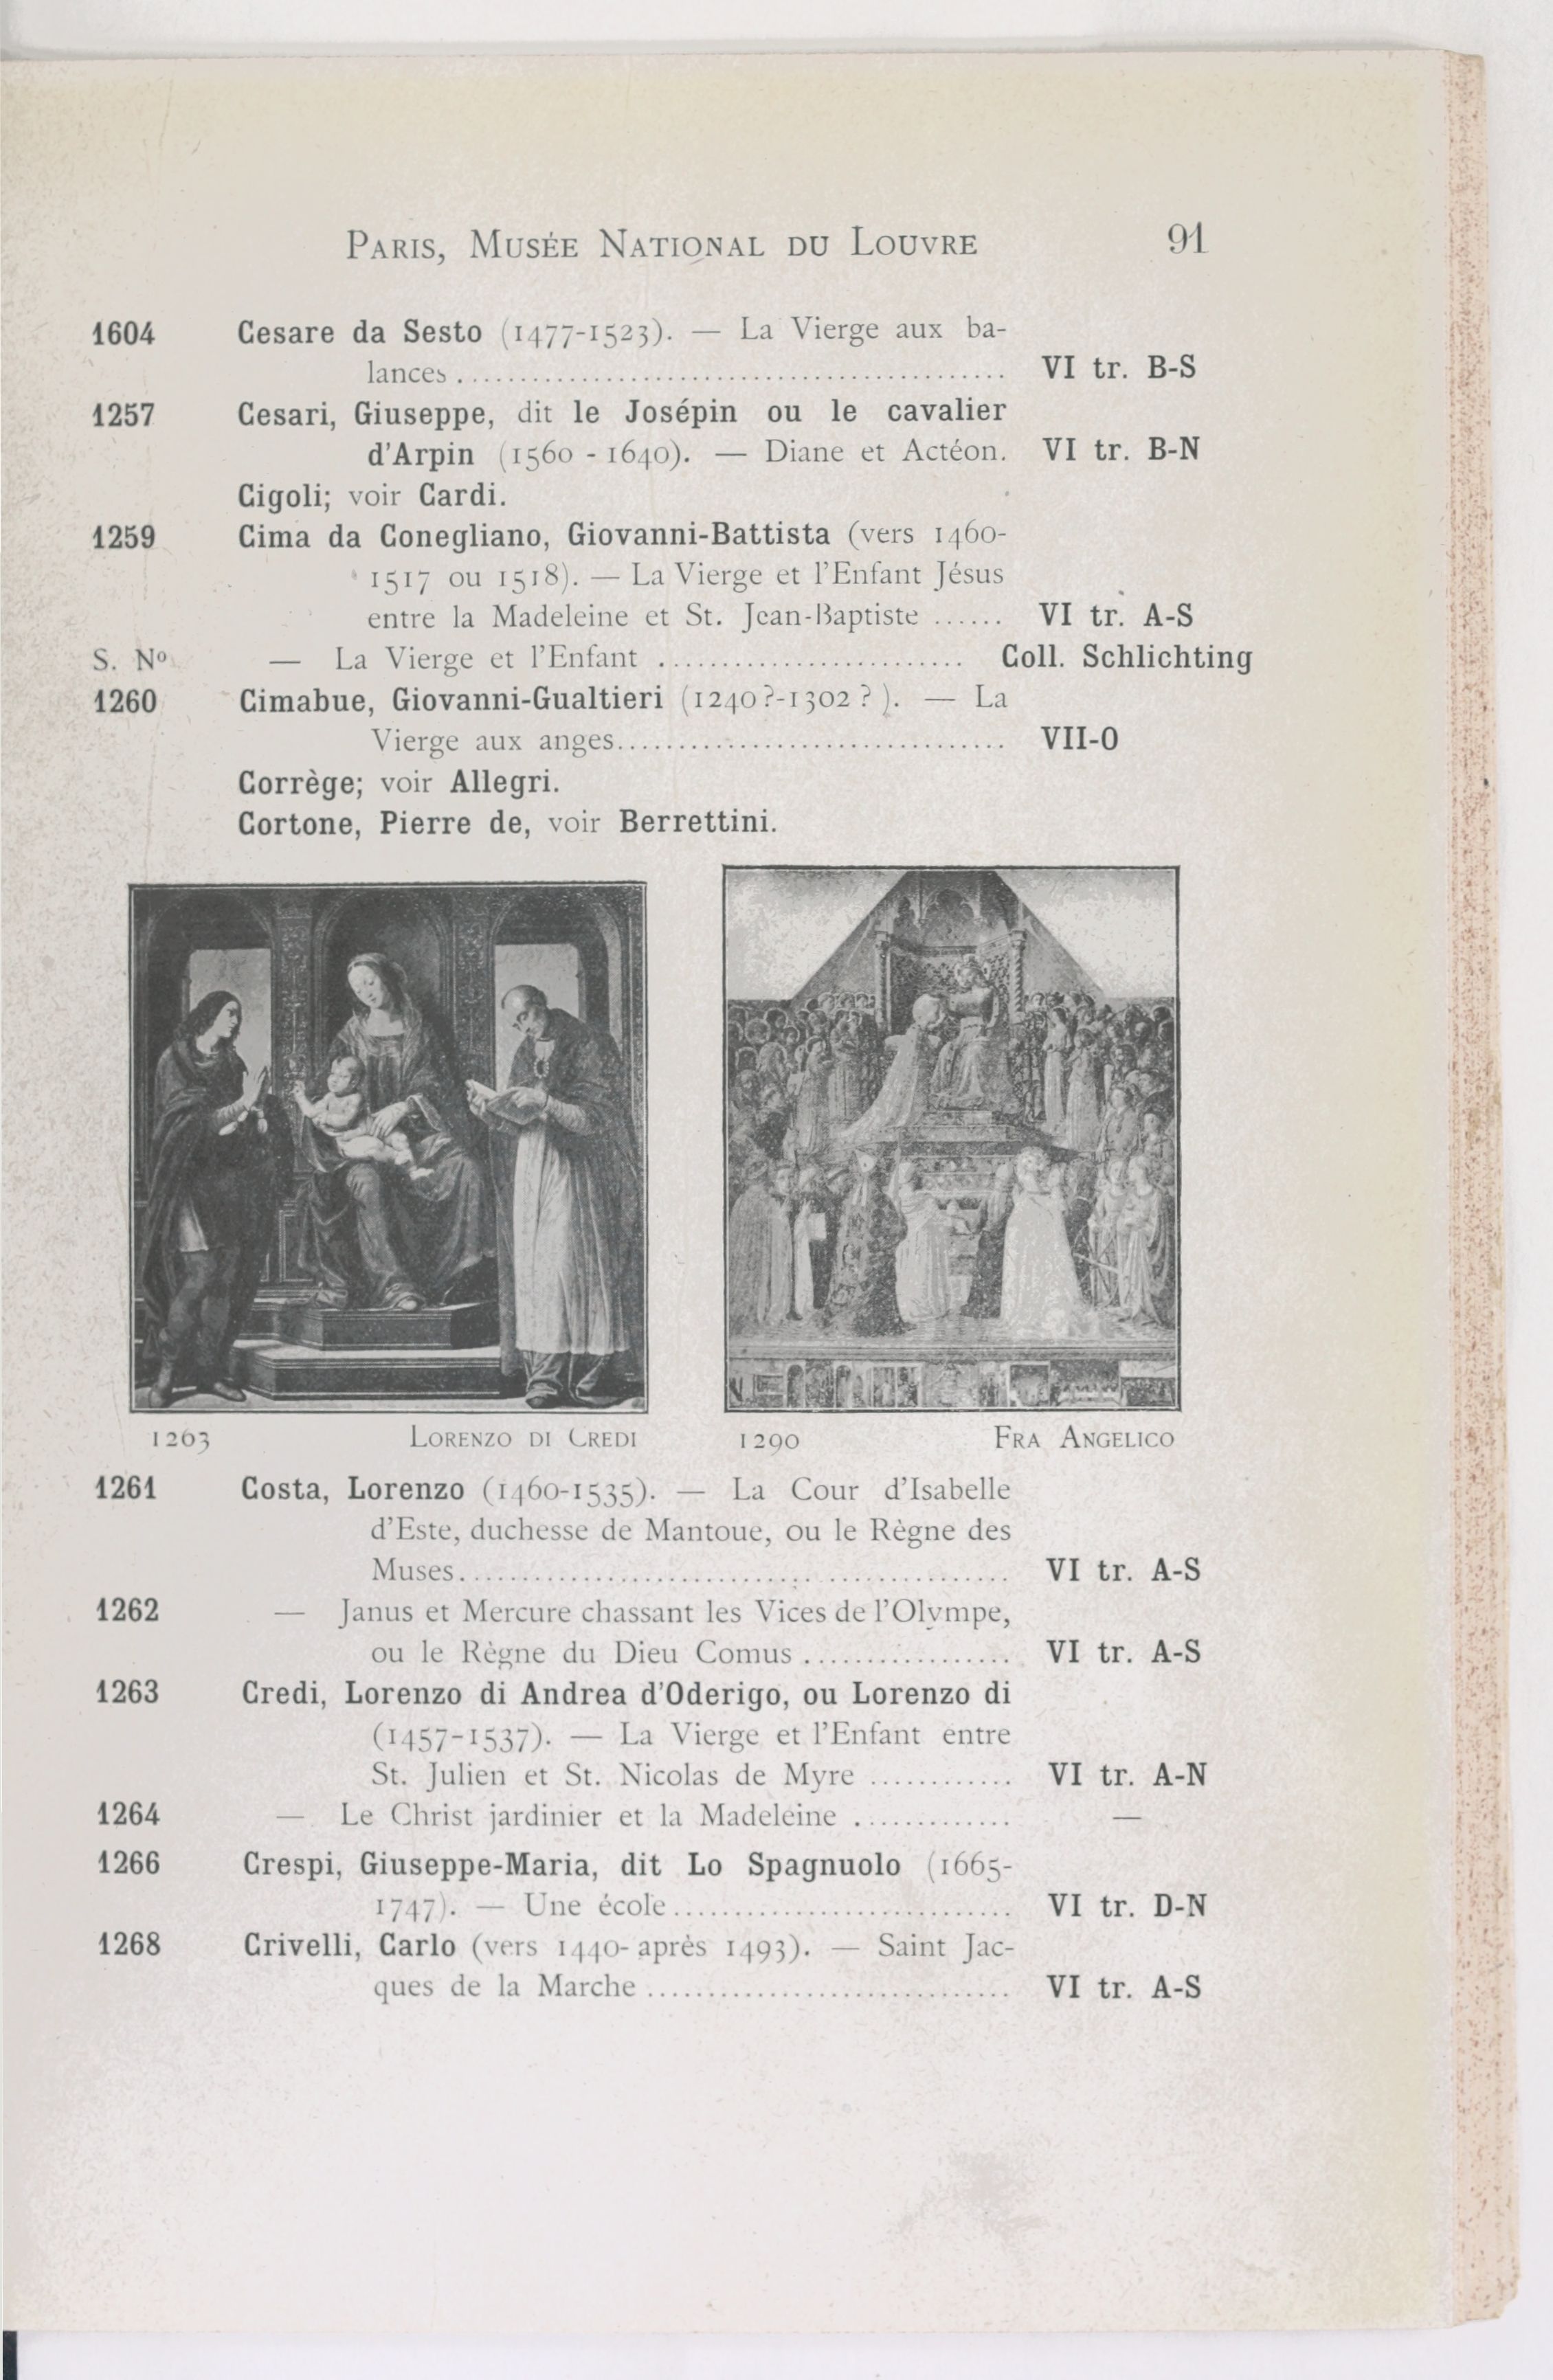 PARIS, MUSÉE NATIONAL DU LOUVRE 91
1604 Cesare da Sesto (1477-1523). — La Vierge aux ba-
lances ............ VI tr. B-S
1257 Cesari, Giuseppe, dit le Josépin ou le cavalier
d'Arpin (1560 - 1640). — Diane et Actéon. VI tr. B-N
Cigoli; voir Cardi.
1259 Cima da Conegliano, Giovanni-Battista (vers 1460-
1517 ou 1518). — La Vierge et l'Enfant Jésus
entre la Madeleine et St. Jean-Baptiste ...... VI tr. A-S
S. Nº — La Vierge et l'Enfant ............ Coll. Schlichting
1260 Cimabue, Giovanni-Gualtieri (1240?-1302?). — La
Vierge aux anges............ VII-O
Corrège; voir Allegri.
Cortone, Pierre de, voir Berrettini.
1263 LORENZO DI CREDI
1290 FRA ANGELICO
1261 Costa, Lorenzo (1460-1535). — La Cour d'Isabelle
d'Este, duchesse de Mantoue, ou le Règne des
Muses............ VI tr. A-S
1262 — Janus et Mercure chassant les Vices de l'Olympe,
ou le Règne du Dieu Comus ............ VI tr. A-S
1263 Credi, Lorenzo di Andrea d'Oderigo, ou Lorenzo di
(1457-1537). — La Vierge et l'Enfant entre
St. Julien et St. Nicolas de Myre ............ VI tr. A-N
1264 — Le Christ jardinier et la Madeleine ............ —
1266 Crespi, Giuseppe-Maria, dit Lo Spagnuolo (1665-
1747). — Une école............ VI tr. D-N
1268 Crivelli, Carlo (vers 1440- après 1493). — Saint Jac-
ques de la Marche ............ VI tr. A-S